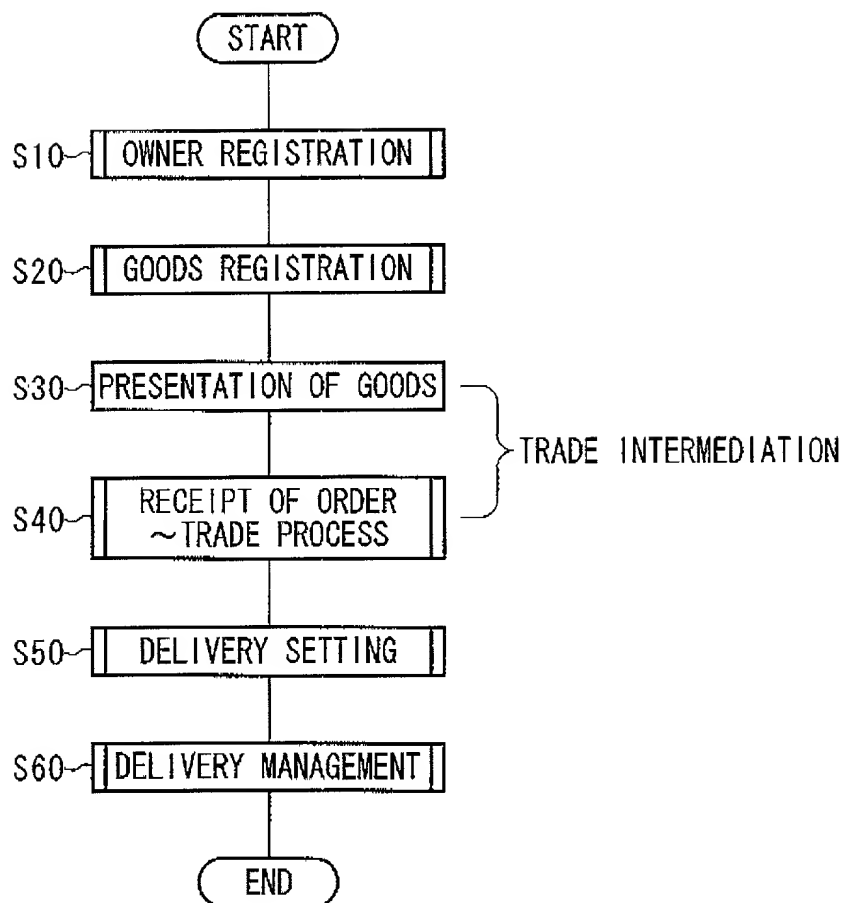 START
S10 OWNER REGISTRATION
S20 GOODS REGISTRATION
S30 PRESENTATION OF GOODS
TRADE INTERMEDIATION
S40 RECEIPT OF ORDER
~TRADE PROCESS
S50 DELIVERY SETTING
S60 DELIVERY MANAGEMENT
END